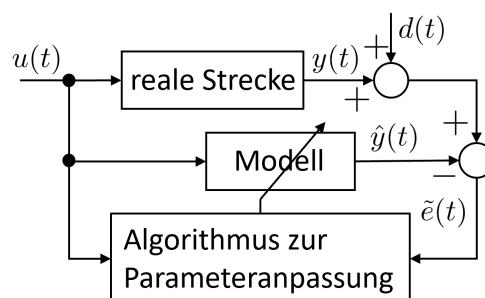 d(t)
u(t)
y(t)
+
reale Strecke
+
+
Modell
ŷ(t)
−
ẽ(t)
Algorithmus zur
Parameteranpassung